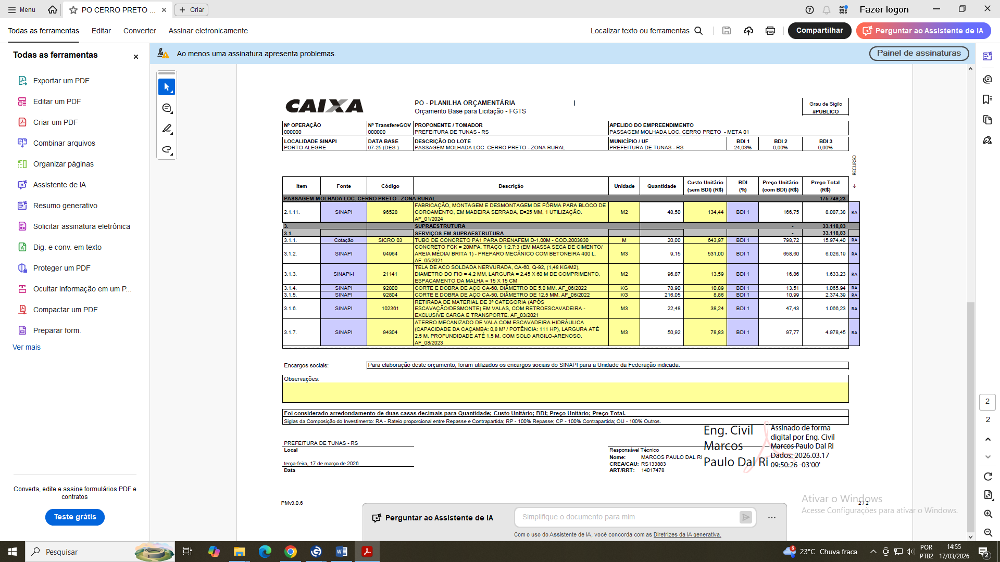 Menu
PO CERRO PRETO ...
Criar
Fazer logon
Todas as ferramentas
Editar
Converter
Assinar eletronicamente
Localizar texto ou ferramentas
Compartilhar
Perguntar ao Assistente de IA
Todas as ferramentas
Ao menos uma assinatura apresenta problemas.
Painel de assinaturas
Exportar um PDF
Editar um PDF
Criar um PDF
Combinar arquivos
Organizar páginas
Assistente de IA
Resumo generativo
Solicitar assinatura eletrônica
Dig. e conv. em texto
Proteger um PDF
Ocultar informação em um P...
Compactar um PDF
Preparar form.
Ver mais
Converta, edite e assine formulários PDF e
contratos
Teste grátis
CAIXA
PO - PLANILHA ORÇAMENTÁRIA
I
Orçamento Base para Licitação - FGTS
Grau de Sigilo
#PUBLICO
Nº OPERAÇÃO Nº TransfereGOV PROPONENTE / TOMADOR APELIDO DO EMPREENDIMENTO
000000 000000 PREFEITURA DE TUNAS - RS PASSAGEM MOLHADA LOC. CERRO PRETO - META 01
LOCALIDADE SINAPI DATA BASE DESCRIÇÃO DO LOTE MUNICÍPIO / UF BDI 1 BDI 2 BDI 3
PORTO ALEGRE 07-25 (DES.) PASSAGEM MOLHADA LOC. CERRO PRETO - ZONA RURAL PREFEITURA DE TUNAS - RS 24,03% 0,00% 0,00%
RECURSO
↓
Item Fonte Código Descrição Unidade Quantidade Custo Unitário (sem BDI) (R$) BDI (%) Preço Unitário (com BDI) (R$) Preço Total (R$)
PASSAGEM MOLHADA LOC. CERRO PRETO - ZONA RURAL 175.749,23
2.1.11. SINAPI 96528 FABRICAÇÃO, MONTAGEM E DESMONTAGEM DE FÔRMA PARA BLOCO DE
COROAMENTO, EM MADEIRA SERRADA, E=25 MM, 1 UTILIZAÇÃO.
AF_01/2024 M2 48,50 134,44 BDI 1 166,75 8.087,38 RA
3. SUPRAESTRUTURA - 33.118,83
3.1. SERVIÇOS EM SUPRAESTRUTURA - 33.118,83
3.1.1. Cotação SICRO 03 TUBO DE CONCRETO PA1 PARA DRENAFEM D-1,00M - COD.2003830 M 20,00 643,97 BDI 1 798,72 15.974,40 RA
3.1.2. SINAPI 94964 CONCRETO FCK = 20MPA, TRAÇO 1:2,7:3 (EM MASSA SECA DE CIMENTO/
AREIA MÉDIA/ BRITA 1) - PREPARO MECÂNICO COM BETONEIRA 400 L.
AF_05/2021 M3 9,15 531,00 BDI 1 658,60 6.026,19 RA
3.1.3. SINAPI-I 21141 TELA DE ACO SOLDADA NERVURADA, CA-60, Q-92, (1,48 KG/M2),
DIAMETRO DO FIO = 4,2 MM, LARGURA = 2,45 X 60 M DE COMPRIMENTO,
ESPACAMENTO DA MALHA = 15 X 15 CM M2 96,87 13,59 BDI 1 16,86 1.633,23 RA
3.1.4. SINAPI 92800 CORTE E DOBRA DE AÇO CA-60, DIÂMETRO DE 5,0 MM. AF_06/2022 KG 78,90 10,89 BDI 1 13,51 1.065,94 RA
3.1.5. SINAPI 92804 CORTE E DOBRA DE AÇO CA-50, DIÂMETRO DE 12,5 MM. AF_06/2022 KG 216,05 8,86 BDI 1 10,99 2.374,39 RA
3.1.6. SINAPI 102361 RETIRADA DE MATERIAL DE 3ª CATEGORIA (APÓS
ESCAVAÇÃO/DESMONTE) EM VALAS, COM RETROESCAVADEIRA -
EXCLUSIVE CARGA E TRANSPORTE. AF_03/2021 M3 22,48 38,24 BDI 1 47,43 1.066,23 RA
3.1.7. SINAPI 94304 ATERRO MECANIZADO DE VALA COM ESCAVADEIRA HIDRÁULICA
(CAPACIDADE DA CAÇAMBA: 0,8 M³ / POTÊNCIA: 111 HP), LARGURA ATÉ
2,5 M, PROFUNDIDADE ATÉ 1,5 M, COM SOLO ARGILO-ARENOSO.
AF_08/2023 M3 50,92 78,83 BDI 1 97,77 4.978,45 RA
Encargos sociais: Para elaboração deste orçamento, foram utilizados os encargos sociais do SINAPI para a Unidade da Federação indicada.
Observações:
Foi considerado arredondamento de duas casas decimais para Quantidade; Custo Unitário; BDI; Preço Unitário; Preço Total.
Siglas da Composição do Investimento: RA - Rateio proporcional entre Repasse e Contrapartida; RP - 100% Repasse; CP - 100% Contrapartida; OU - 100% Outros.
PREFEITURA DE TUNAS - RS
Local
terça-feira, 17 de março de 2026
Data
Responsável Técnico
Nome: MARCOS PAULO DAL RI
CREA/CAU: RS133883
ART/RRT: 14017478
Eng. Civil
Marcos
Paulo Dal Ri
Assinado de forma
digital por Eng. Civil
Marcos Paulo Dal Ri
Dados: 2026.03.17
09:50:26 -03'00'
PMv3.0.6
2 / 2
2
2
Ativar o Windows
Acesse Configurações para ativar o Windows.
Perguntar ao Assistente de IA
Simplifique o documento para mim
Com o uso do Assistente de IA, você concorda com as Diretrizes da IA generativa.
Pesquisar
6
23°C Chuva fraca
POR
PTB2
14:55
17/03/2026
2